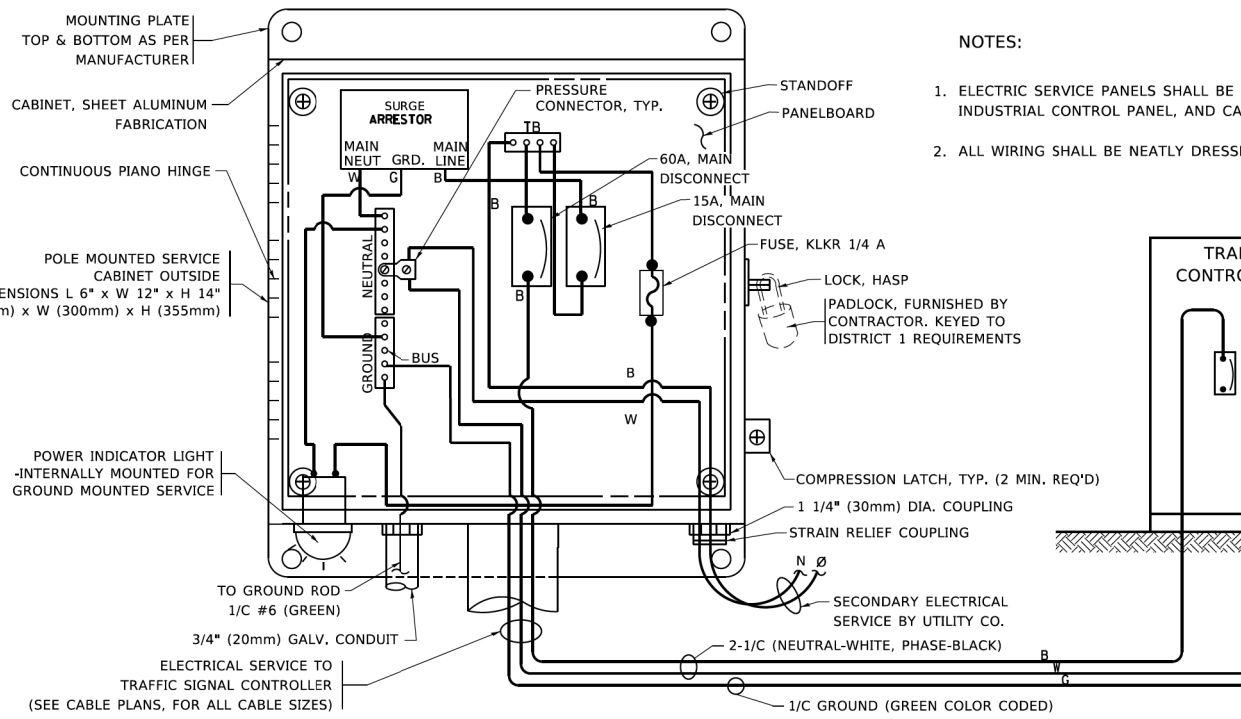 MOUNTING PLATE
TOP & BOTTOM AS PER
MANUFACTURER
CABINET, SHEET ALUMINUM
FABRICATION
CONTINUOUS PIANO HINGE
POLE MOUNTED SERVICE
CABINET OUTSIDE
ENSIONS L 6" x W 12" x H 14"
m) x W (300mm) x H (355mm)
POWER INDICATOR LIGHT
-INTERNALLY MOUNTED FOR
GROUND MOUNTED SERVICE
TO GROUND ROD
1/C #6 (GREEN)
3/4" (20mm) GALV. CONDUIT
ELECTRICAL SERVICE TO
TRAFFIC SIGNAL CONTROLLER
(SEE CABLE PLANS, FOR ALL CABLE SIZES)
SURGE
ARRESTOR
MAIN
NEUT
GRD.
MAIN
LINE
W
G
B
PRESSURE
CONNECTOR, TYP.
TB
B
B
B
NEUTRAL
GROUND
BUS
B
W
STANDOFF
PANELBOARD
60A, MAIN
DISCONNECT
15A, MAIN
DISCONNECT
FUSE, KLKR 1/4 A
LOCK, HASP
PADLOCK, FURNISHED BY
CONTRACTOR. KEYED TO
DISTRICT 1 REQUIREMENTS
COMPRESSION LATCH, TYP. (2 MIN. REQ'D)
1 1/4" (30mm) DIA. COUPLING
STRAIN RELIEF COUPLING
N Ø
SECONDARY ELECTRICAL
SERVICE BY UTILITY CO.
2-1/C (NEUTRAL-WHITE, PHASE-BLACK)
B
W
G
1/C GROUND (GREEN COLOR CODED)
NOTES:
1. ELECTRIC SERVICE PANELS SHALL BE
INDUSTRIAL CONTROL PANEL, AND CA
2. ALL WIRING SHALL BE NEATLY DRESS
TRA
CONTRO